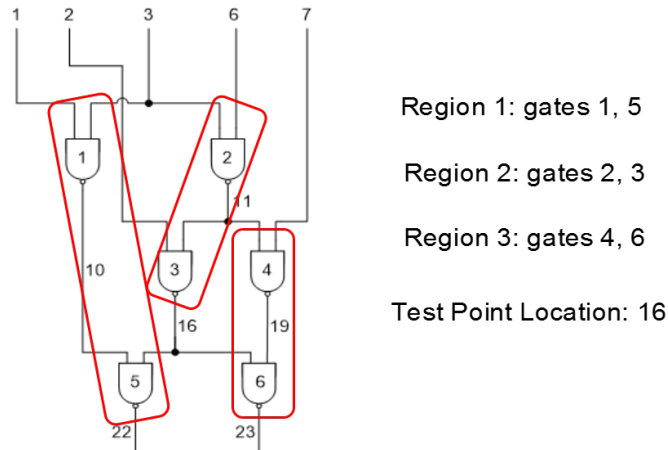 1 2 3 6 7
1 2
11
10 3 4
16 19
5 6
22 23
Region 1: gates 1, 5
Region 2: gates 2, 3
Region 3: gates 4, 6
Test Point Location: 16